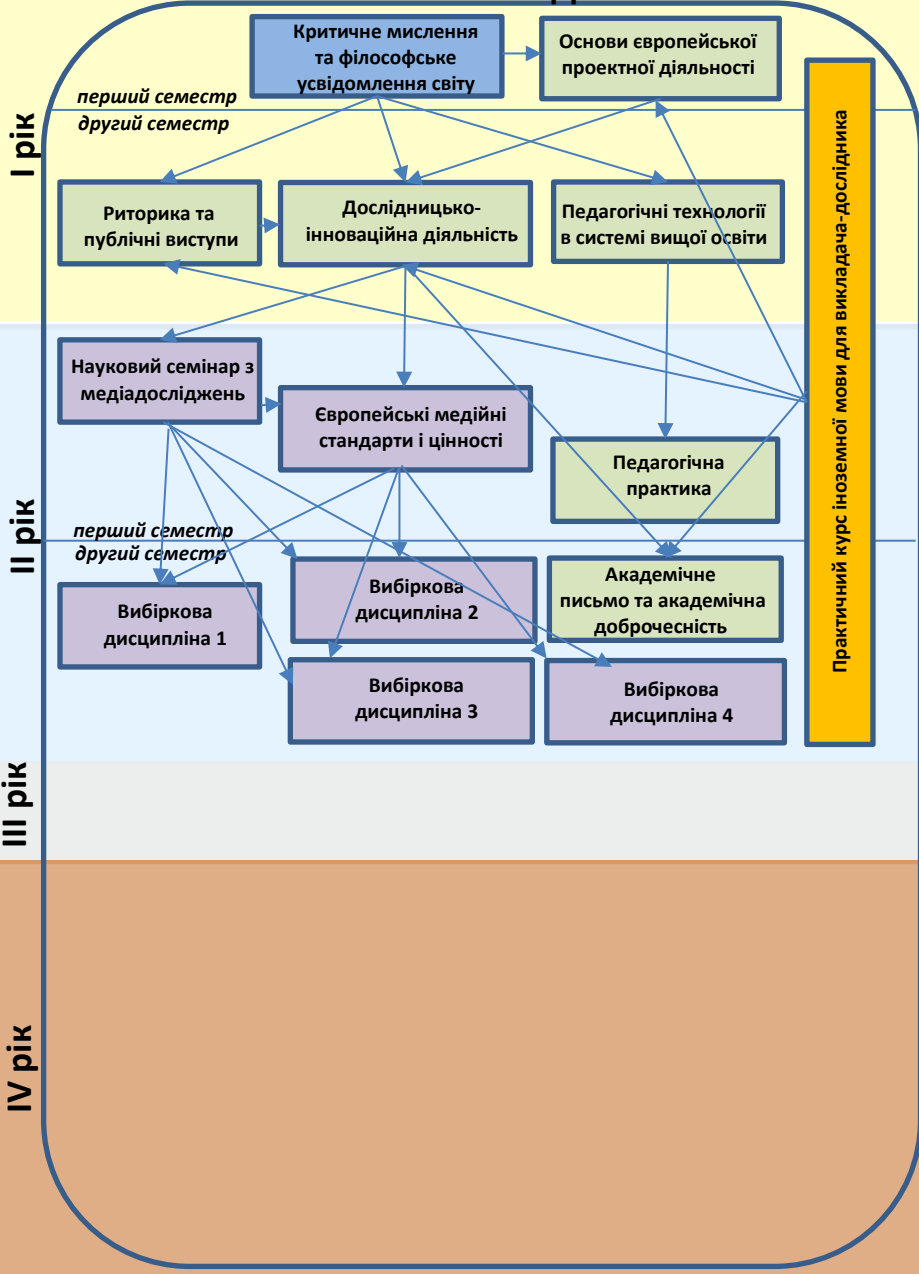 Критичне мислення
та філософське
усвідомлення світу
Основи європейської
проектної діяльності
перший семестр
другий семестр
І рік
Риторика та
публічні виступи
Дослідницько-
інноваційна діяльність
Педагогічні технології
в системі вищої освіти
Практичний курс іноземної мови для викладача-дослідника
Науковий семінар з
медіадосліджень
Європейські медійні
стандарти і цінності
Педагогічна
практика
ІІ рік
перший семестр
другий семестр
Вибіркова
дисципліна 1
Вибіркова
дисципліна 2
Академічне
письмо та академічна
доброчесність
Вибіркова
дисципліна 3
Вибіркова
дисципліна 4
ІІІ рік
IV рік